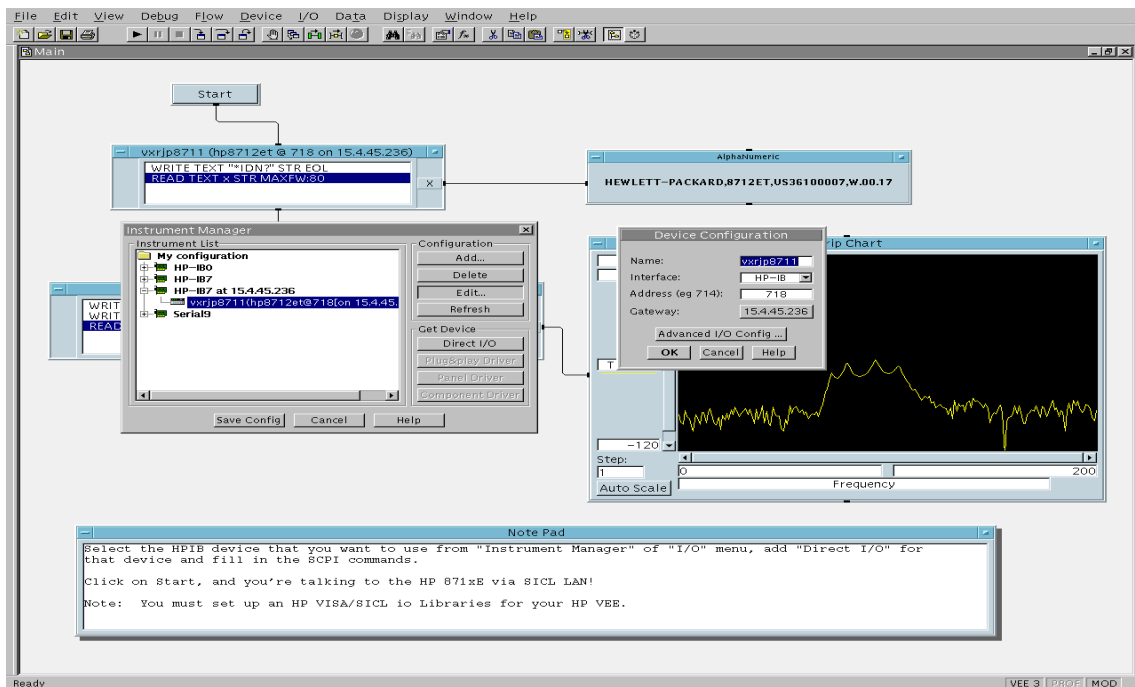 File Edit View Debug Flow Device I/O Data Display Window Help
Main
Start
vxrjp8711 (hp8712et @ 718 on 15.4.45.236)
WRITE TEXT "*IDN?" STR EOL
READ TEXT x STR MAXFW:80
X
AlphaNumeric
HEWLETT-PACKARD,8712ET,US36100007,W.00.17
Instrument Manager
Instrument List
My configuration
HP-IB0
HP-IB7
HP-IB7 at 15.4.45.236
vxrjp8711(hp8712et@718[on 15.4.45.
Serial9
Configuration
Add...
Delete
Edit...
Refresh
Get Device
Direct I/O
Plug&play Driver
Panel Driver
Component Driver
Save Config Cancel Help
WRIT
WRIT
READ
Device Configuration
Name: vxrjp8711
Interface: HP-IB
Address (eg 714): 718
Gateway: 15.4.45.236
Advanced I/O Config ...
OK Cancel Help
rip Chart
T
-120
Step:
1
Auto Scale
0 200
Frequency
Note Pad
Select the HPIB device that you want to use from "Instrument Manager" of "I/O" menu, add "Direct I/O" for
that device and fill in the SCPI commands.
Click on Start, and you're talking to the HP 871xE via SICL LAN!
Note: You must set up an HP VISA/SICL io Libraries for your HP VEE.
Ready
VEE 3 PROF MOD